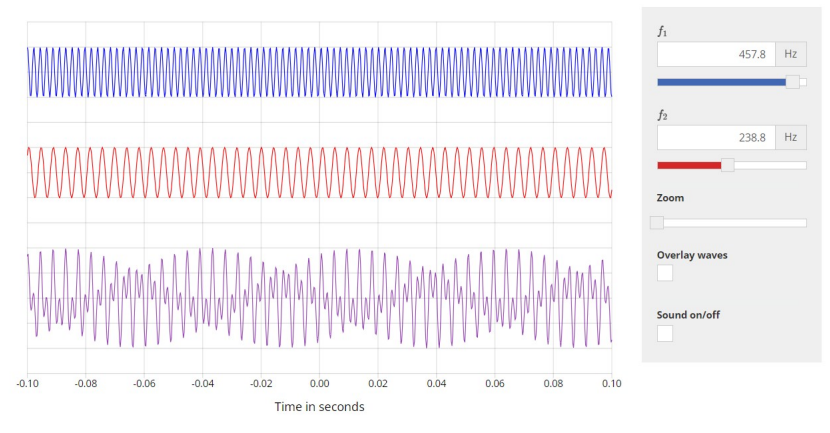 f₁
457.8 Hz
f₂
238.8 Hz
Zoom
Overlay waves
Sound on/off
-0.10 -0.08 -0.06 -0.04 -0.02 0.00 0.02 0.04 0.06 0.08 0.10
Time in seconds